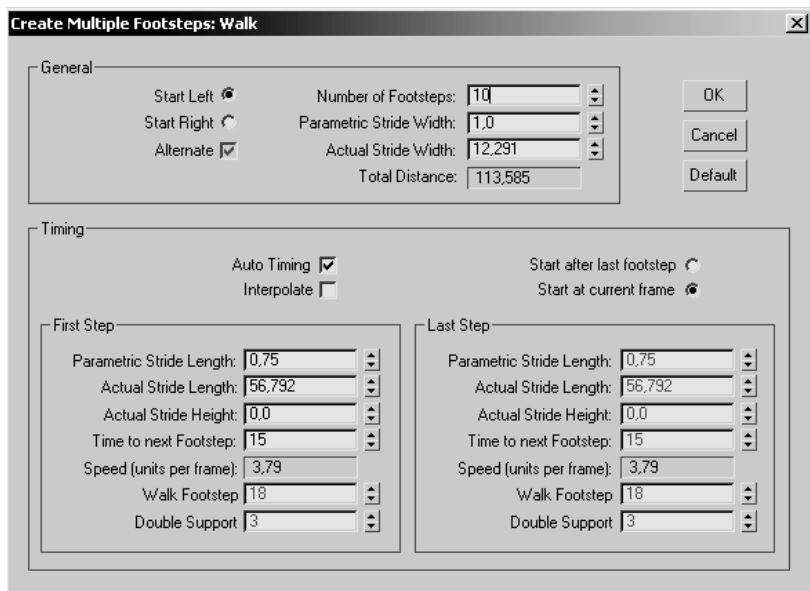 Create Multiple Footsteps: Walk
General
Start Left
Start Right
Alternate
Number of Footsteps: 10
Parametric Stride Width: 1,0
Actual Stride Width: 12,291
Total Distance: 113,585
OK
Cancel
Default
Timing
Auto Timing
Interpolate
Start after last footstep
Start at current frame
First Step
Parametric Stride Length: 0,75
Actual Stride Length: 56,792
Actual Stride Height: 0,0
Time to next Footstep: 15
Speed (units per frame): 3,79
Walk Footstep 18
Double Support 3
Last Step
Parametric Stride Length: 0,75
Actual Stride Length: 56,792
Actual Stride Height: 0,0
Time to next Footstep: 15
Speed (units per frame): 3,79
Walk Footstep 18
Double Support 3